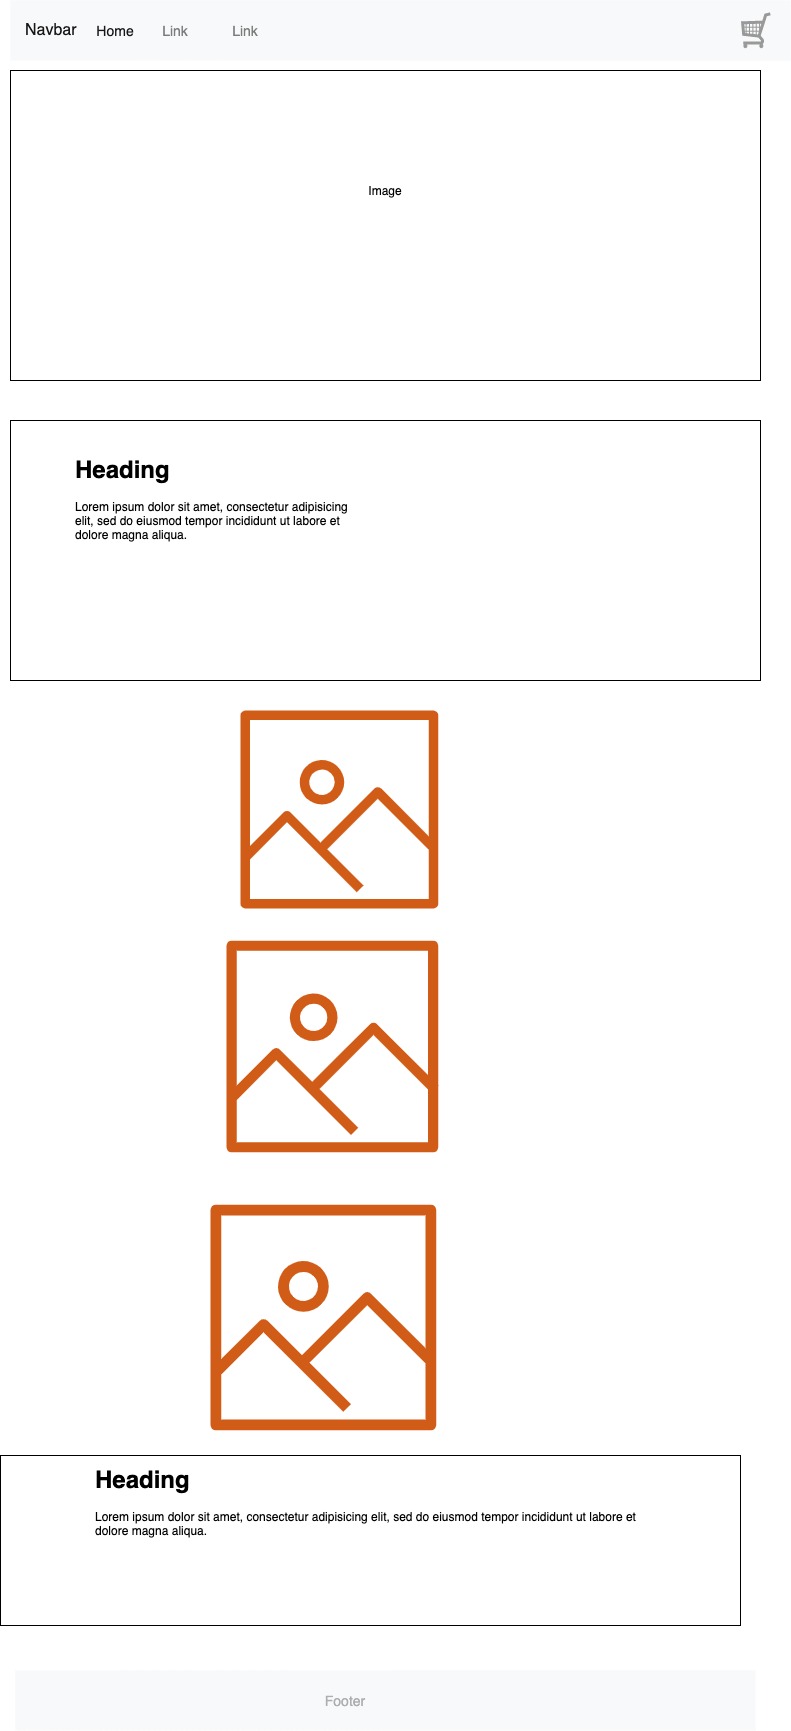 Navbar Home Link Link
Image
Heading
Lorem ipsum dolor sit amet, consectetur adipisicing
elit, sed do eiusmod tempor incididunt ut labore et
dolore magna aliqua.
Heading
Lorem ipsum dolor sit amet, consectetur adipisicing elit, sed do eiusmod tempor incididunt ut labore et
dolore magna aliqua.
Footer